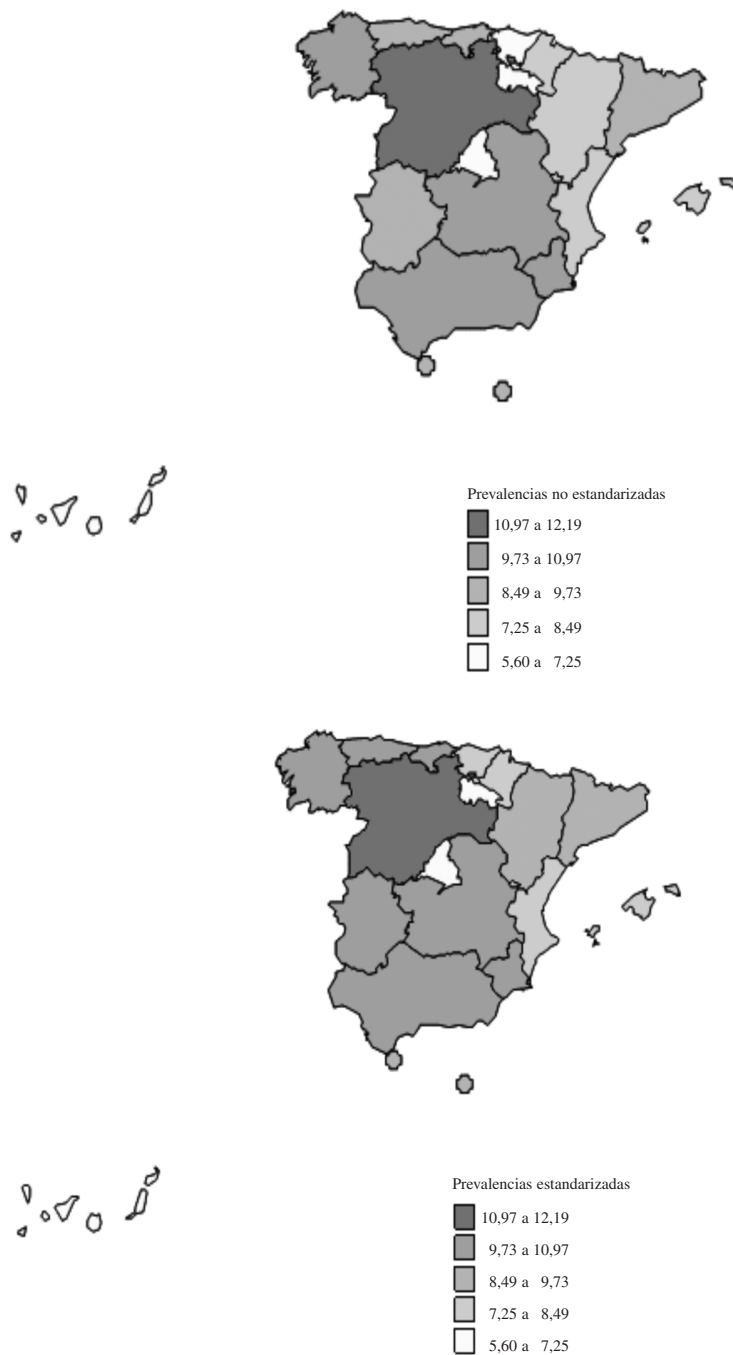 Prevalencias no estandarizadas
10,97 a 12,19
9,73 a 10,97
8,49 a 9,73
7,25 a 8,49
5,60 a 7,25
Prevalencias estandarizadas
10,97 a 12,19
9,73 a 10,97
8,49 a 9,73
7,25 a 8,49
5,60 a 7,25